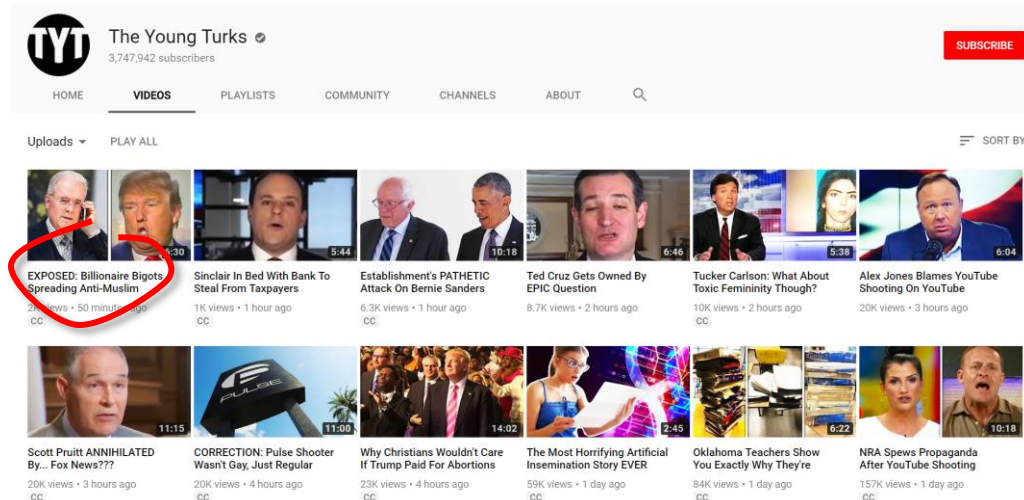 TYT
The Young Turks
3,747,942 subscribers
SUBSCRIBE
HOME VIDEOS PLAYLISTS COMMUNITY CHANNELS ABOUT
Uploads PLAY ALL SORT BY
6:30 5:44 10:18 6:46 5:38 6:04
EXPOSED: Billionaire Bigots
Spreading Anti-Muslim
2K views • 50 minutes ago
CC
Sinclair In Bed With Bank To
Steal From Taxpayers
1K views • 1 hour ago
CC
Establishment's PATHETIC
Attack On Bernie Sanders
6.3K views • 1 hour ago
CC
Ted Cruz Gets Owned By
EPIC Question
8.7K views • 2 hours ago
Tucker Carlson: What About
Toxic Femininity Though?
10K views • 2 hours ago
CC
Alex Jones Blames YouTube
Shooting On YouTube
20K views • 3 hours ago
PULSE
11:15 11:00 14:02 2:45 6:22 10:18
Scott Pruitt ANNIHILATED
By... Fox News???
20K views • 3 hours ago
CC
CORRECTION: Pulse Shooter
Wasn't Gay, Just Regular
20K views • 4 hours ago
CC
Why Christians Wouldn't Care
If Trump Paid For Abortions
23K views • 4 hours ago
CC
The Most Horrifying Artificial
Insemination Story EVER
59K views • 1 day ago
CC
Oklahoma Teachers Show
You Exactly Why They're
84K views • 1 day ago
CC
NRA Spews Propaganda
After YouTube Shooting
157K views • 1 day ago
CC